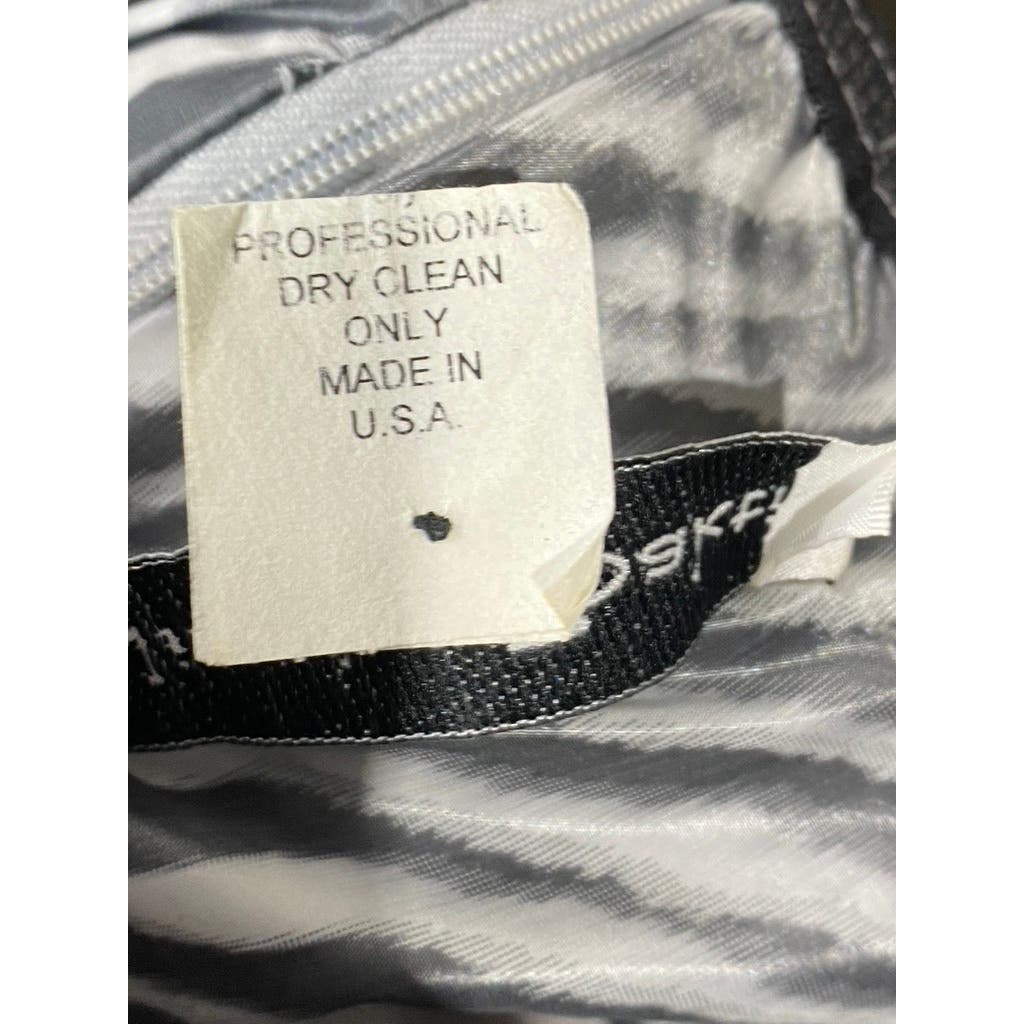 PROFESSIONAL
DRY CLEAN
ONLY
MADE IN
U.S.A.